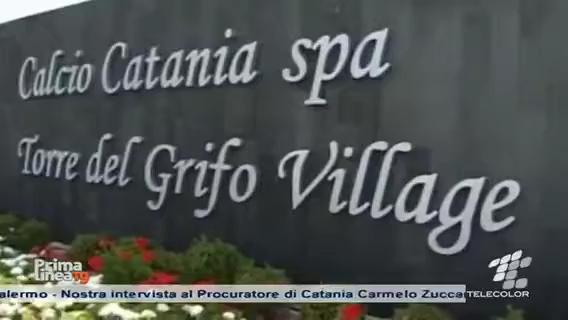 Calcio Catania spa
Torre del Grifo Village
Prima
Linea tg
alermo - Nostra intervista al Procuratore di Catania Carmelo Zucca
TELECOLOR